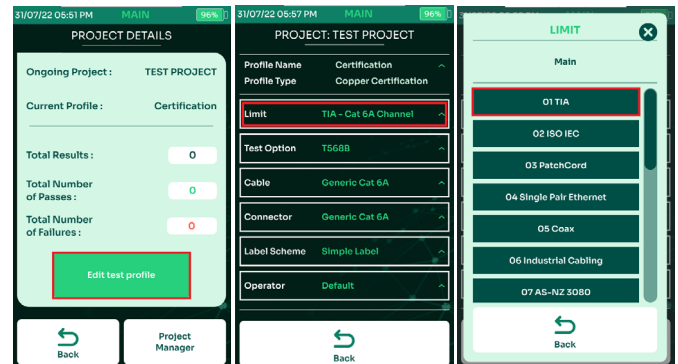 31/07/22 05:51 PM MAIN 96%
PROJECT DETAILS
Ongoing Project : TEST PROJECT
Current Profile : Certification
Total Results : 0
Total Number
of Passes : 0
Total Number
of Failures : 0
Edit test profile
Back
Project
Manager
31/07/22 05:57 PM MAIN 96%
PROJECT: TEST PROJECT
Profile Name Certification
Profile Type Copper Certification
Limit TIA - Cat 6A Channel
Test Option T568B
Cable Generic Cat 6A
Connector Generic Cat 6A
Label Scheme Simple Label
Operator Default
Back
LIMIT
Main
01 TIA
02 ISO IEC
03 PatchCord
04 Single Pair Ethernet
05 Coax
06 Industrial Cabling
07 AS-NZ 3080
Back